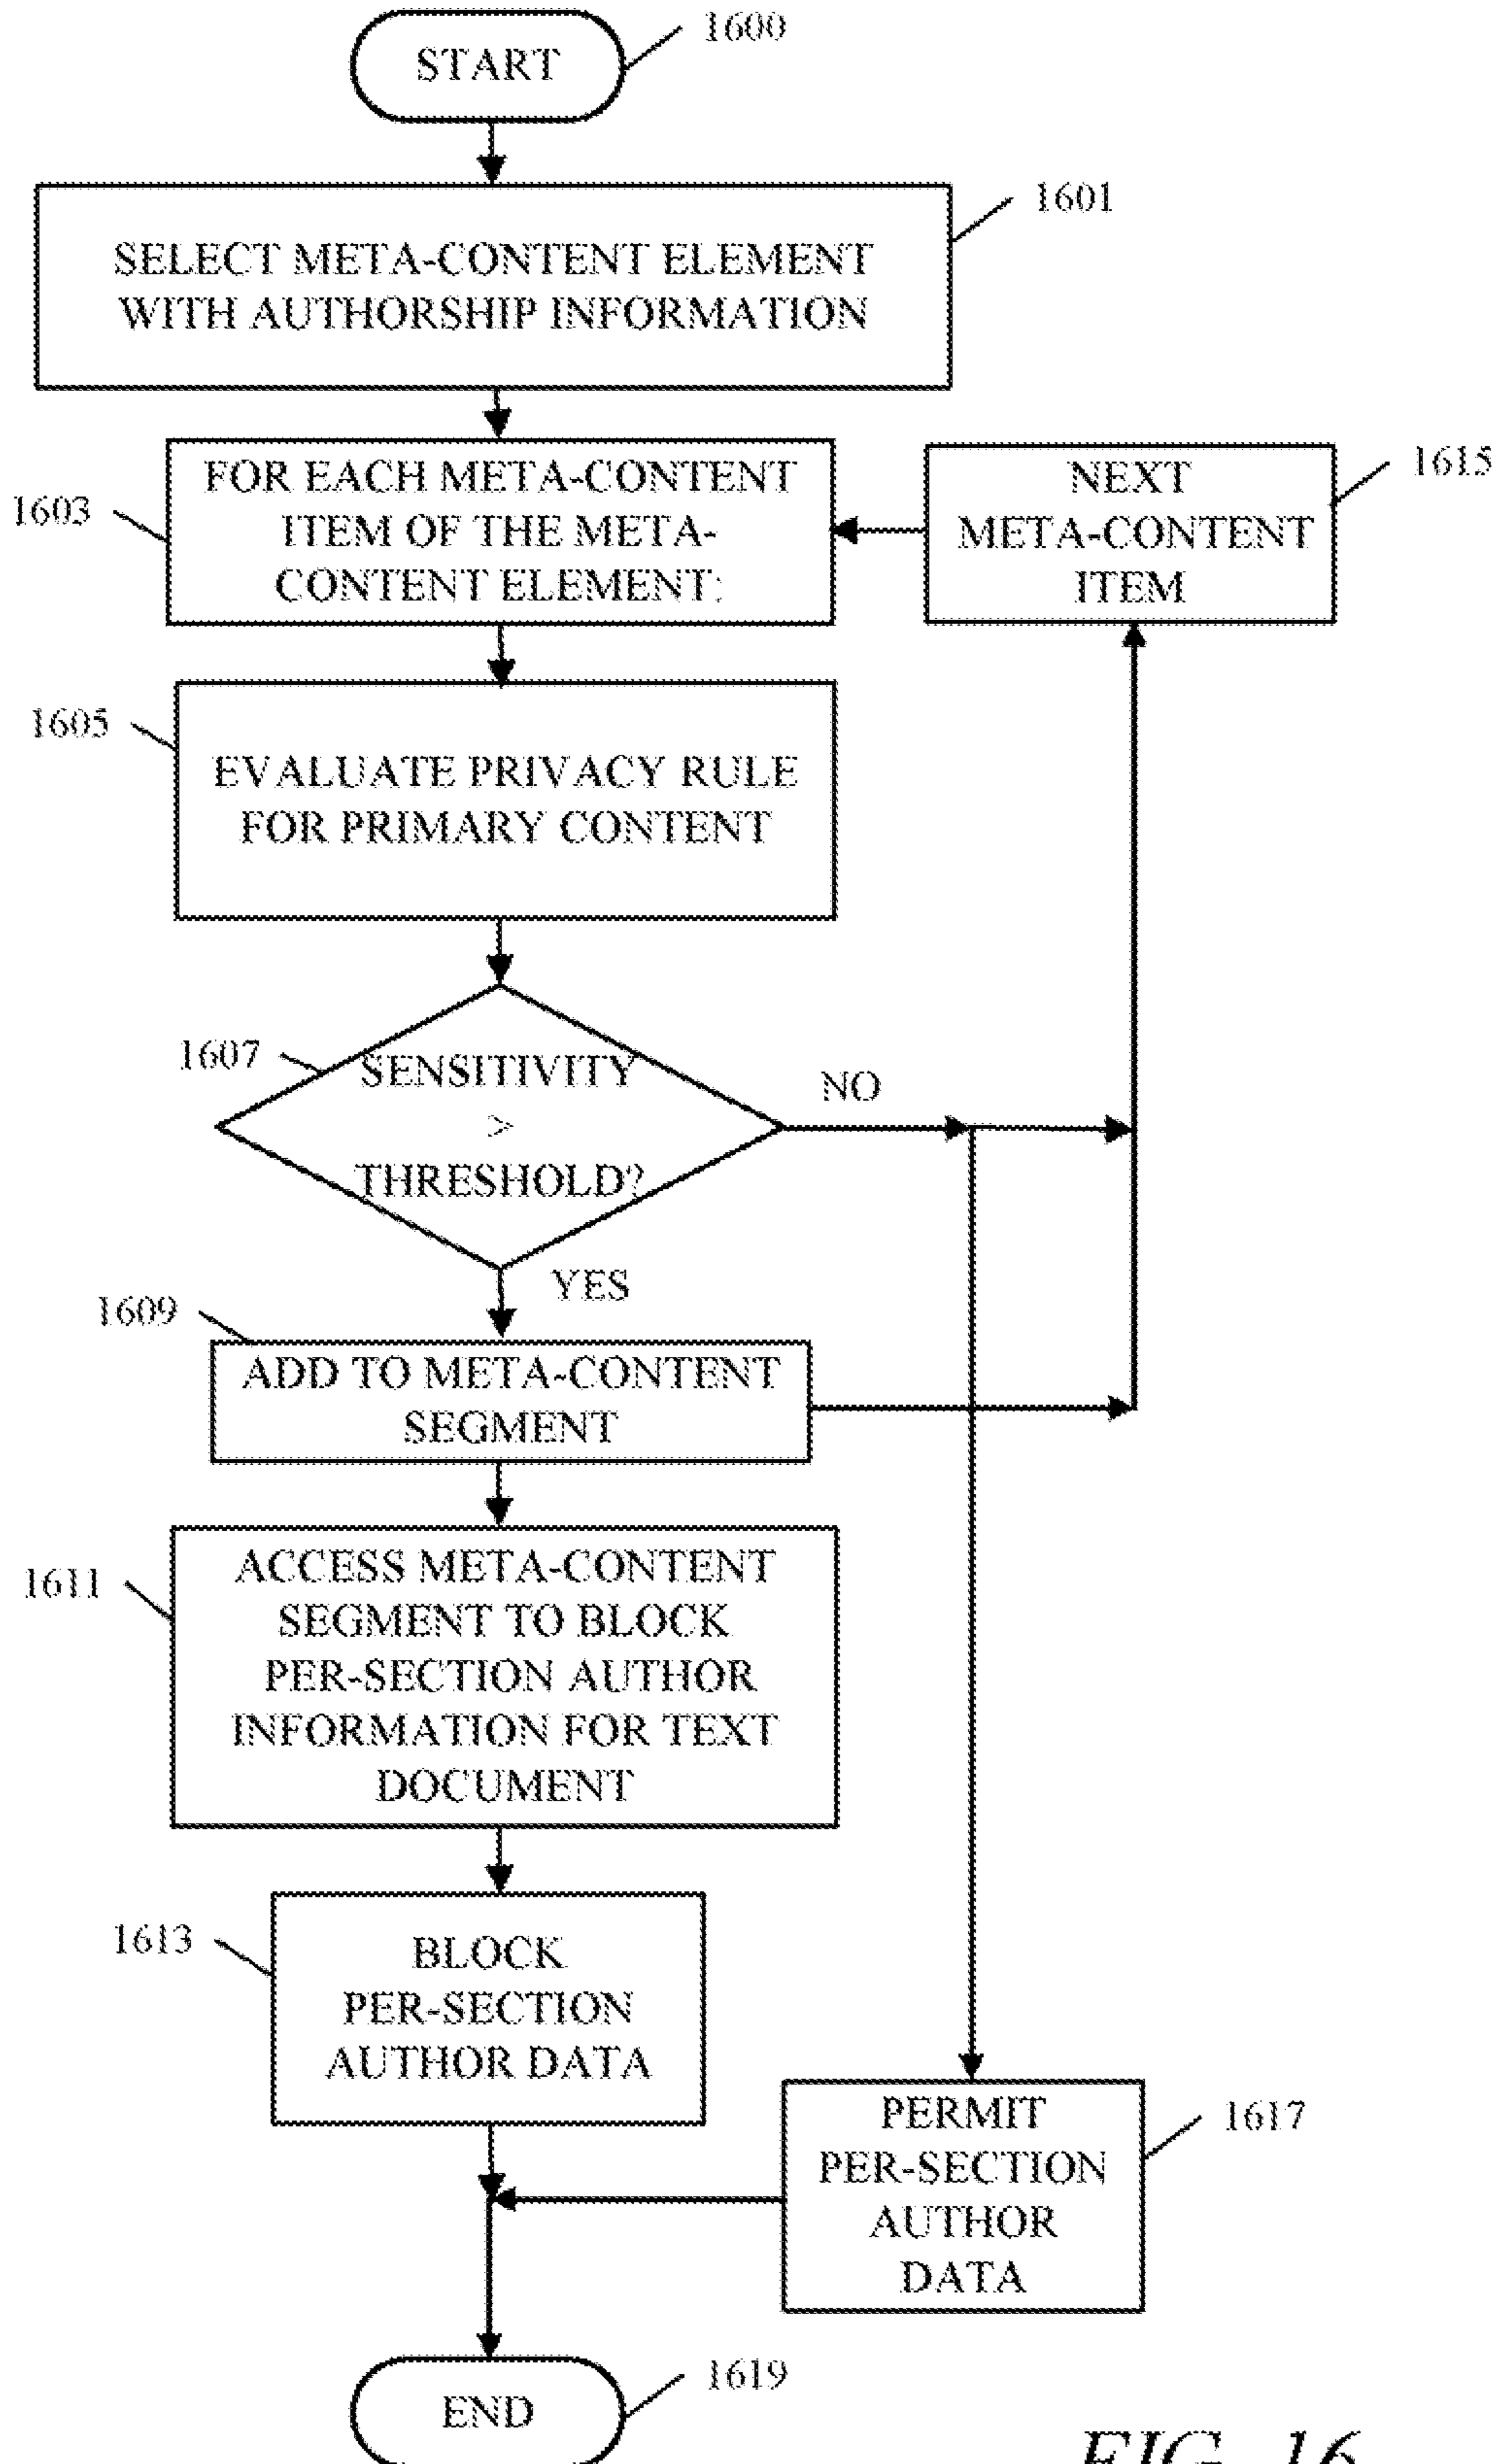 START
1600
1601
SELECT META-CONTENT ELEMENT
WITH AUTHORSHIP INFORMATION
1603
FOR EACH META-CONTENT
ITEM OF THE META-
CONTENT ELEMENT:
NEXT
META-CONTENT
ITEM
1615
1605
EVALUATE PRIVACY RULE
FOR PRIMARY CONTENT
1607
SENSITIVITY
>
THRESHOLD?
NO
YES
1609
ADD TO META-CONTENT
SEGMENT
1611
ACCESS META-CONTENT
SEGMENT TO BLOCK
PER-SECTION AUTHOR
INFORMATION FOR TEXT
DOCUMENT
1613
BLOCK
PER-SECTION
AUTHOR DATA
PERMIT
PER-SECTION
AUTHOR
DATA
1617
END
1619
FIG. 16